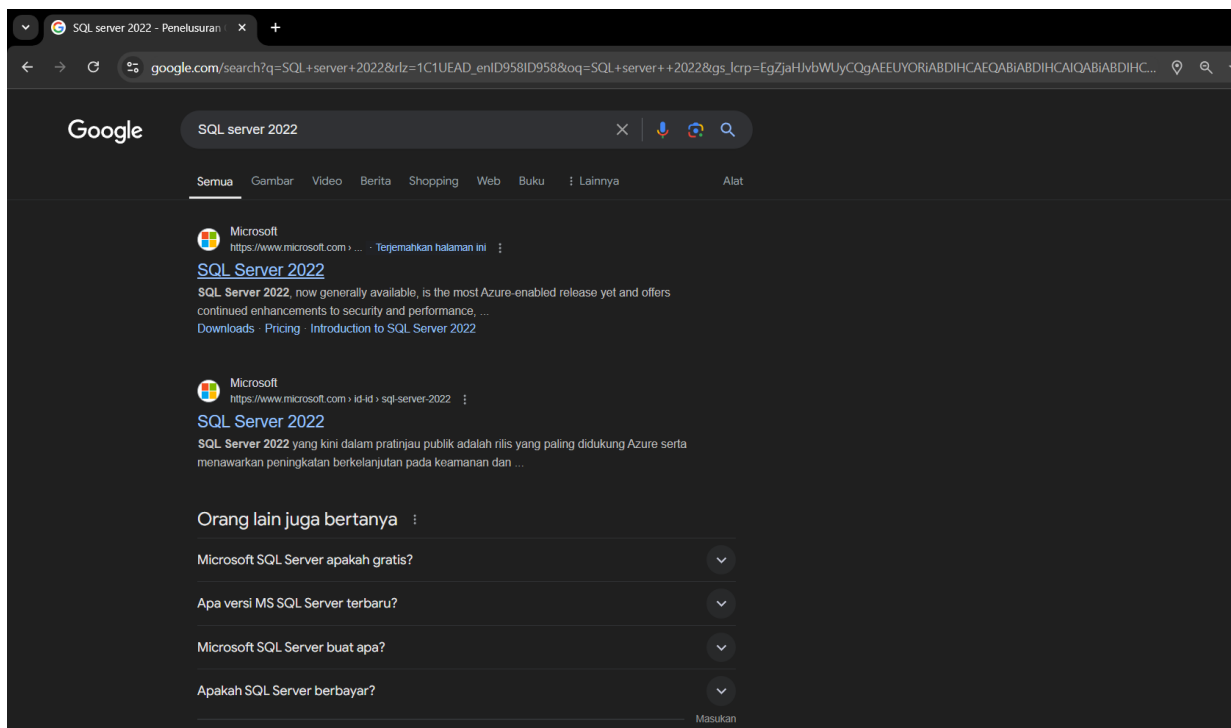 SQL server 2022 - Penelusuran
google.com/search?q=SQL+server+2022&rlz=1C1UEAD_enID958ID958&oq=SQL+server++2022&gs_lcrp=EgZjaHJvbWUyCQgAEEUYORiABDIHCAEQABiABDIHCAIQABiABDIHC...
Google
SQL server 2022
Semua Gambar Video Berita Shopping Web Buku Lainnya Alat
Microsoft
https://www.microsoft.com › ... · Terjemahkan halaman ini
SQL Server 2022
SQL Server 2022, now generally available, is the most Azure-enabled release yet and offers
continued enhancements to security and performance, ...
Downloads · Pricing · Introduction to SQL Server 2022
Microsoft
https://www.microsoft.com › id-id › sql-server-2022
SQL Server 2022
SQL Server 2022 yang kini dalam pratinjau publik adalah rilis yang paling didukung Azure serta
menawarkan peningkatan berkelanjutan pada keamanan dan ...
Orang lain juga bertanya
Microsoft SQL Server apakah gratis?
Apa versi MS SQL Server terbaru?
Microsoft SQL Server buat apa?
Apakah SQL Server berbayar?
Masukan